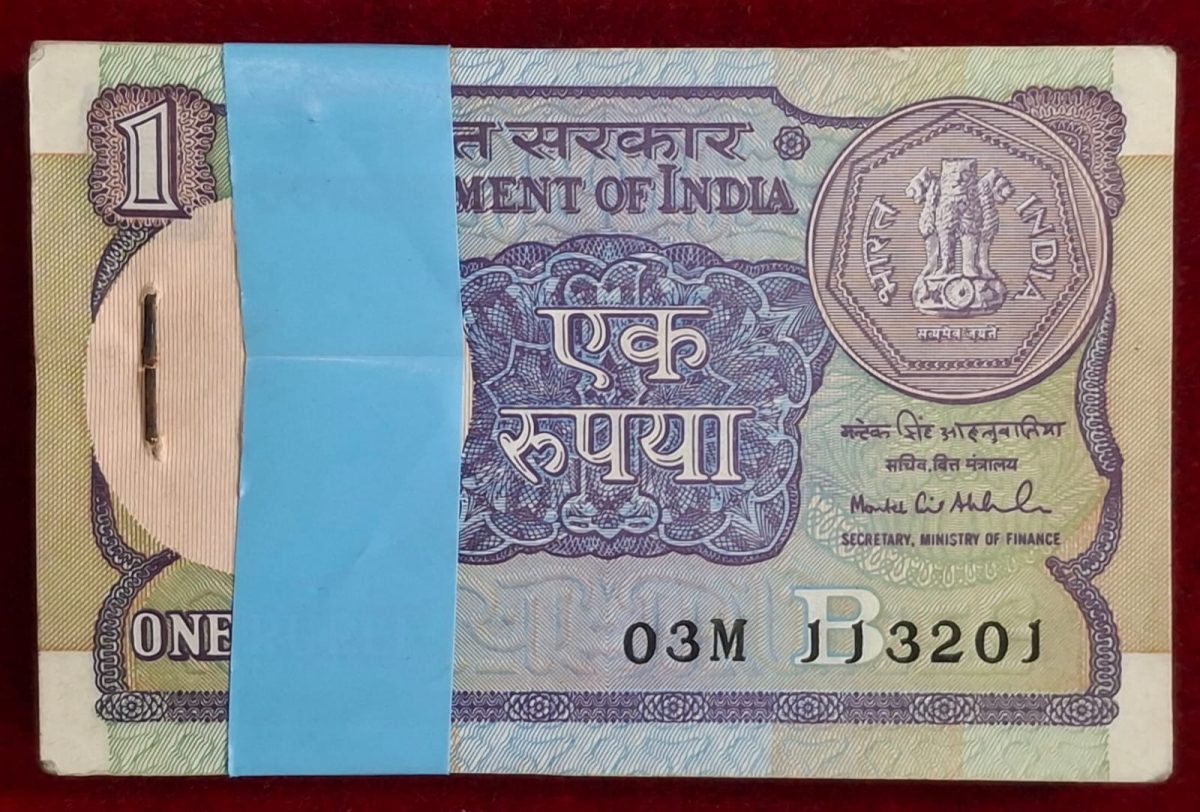 1
त सरकार
MENT OF INDIA
भारत INDIA
सत्यमेव जयते
एक
रुपया
मन्टेक सिंह आहलुवालिया
सचिव, वित्त मंत्रालय
SECRETARY, MINISTRY OF FINANCE
ONE
B
03M 113201